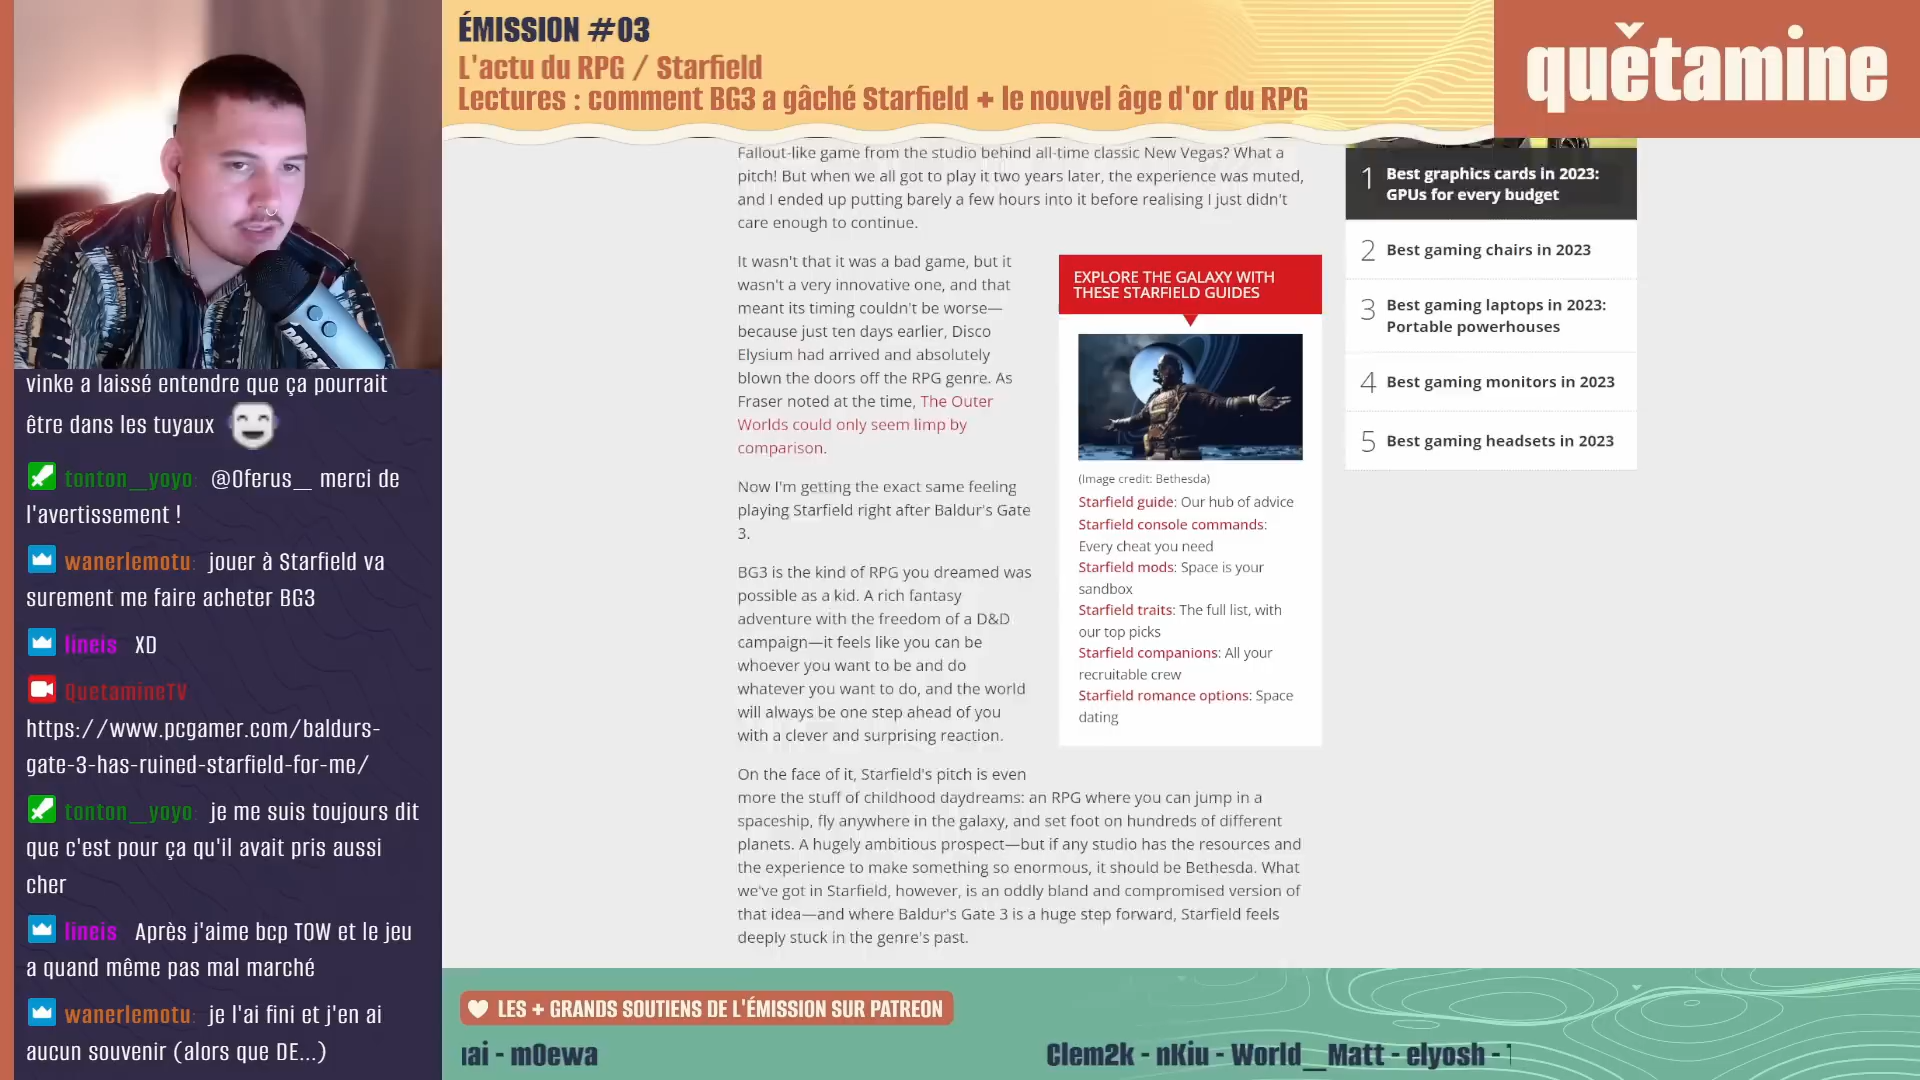 ÉMISSION #03
L'actu du RPG / Starfield
Lectures : comment BG3 a gâché Starfield + le nouvel âge d'or du RPG
quètamine
Fallout-like game from the studio behind all-time classic New Vegas? What a
pitch! But when we all got to play it two years later, the experience was muted,
and I ended up putting barely a few hours into it before realising I just didn't
care enough to continue.
It wasn't that it was a bad game, but it
wasn't a very innovative one, and that
meant its timing couldn't be worse—
because just ten days earlier, Disco
Elysium had arrived and absolutely
blown the doors off the RPG genre. As
Fraser noted at the time, The Outer
Worlds could only seem limp by
comparison.
Now I'm getting the exact same feeling
playing Starfield right after Baldur's Gate
3.
BG3 is the kind of RPG you dreamed was
possible as a kid. A rich fantasy
adventure with the freedom of a D&D
campaign—it feels like you can be
whoever you want to be and do
whatever you want to do, and the world
will always be one step ahead of you
with a clever and surprising reaction.
On the face of it, Starfield's pitch is even
more the stuff of childhood daydreams: an RPG where you can jump in a
spaceship, fly anywhere in the galaxy, and set foot on hundreds of different
planets. A hugely ambitious prospect—but if any studio has the resources and
the experience to make something so enormous, it should be Bethesda. What
we've got in Starfield, however, is an oddly bland and compromised version of
that idea—and where Baldur's Gate 3 is a huge step forward, Starfield feels
deeply stuck in the genre's past.
EXPLORE THE GALAXY WITH
THESE STARFIELD GUIDES
(Image credit: Bethesda)
Starfield guide: Our hub of advice
Starfield console commands:
Every cheat you need
Starfield mods: Space is your
sandbox
Starfield traits: The full list, with
our top picks
Starfield companions: All your
recruitable crew
Starfield romance options: Space
dating
1 Best graphics cards in 2023:
GPUs for every budget
2 Best gaming chairs in 2023
3 Best gaming laptops in 2023:
Portable powerhouses
4 Best gaming monitors in 2023
5 Best gaming headsets in 2023
vinke a laissé entendre que ça pourrait
être dans les tuyaux
tonton_yoyo: @Oferus_ merci de
l'avertissement !
wanerlemotu: jouer à Starfield va
surement me faire acheter BG3
lineis XD
QuetamineTV
https://www.pcgamer.com/baldurs-
gate-3-has-ruined-starfield-for-me/
tonton_yoyo: je me suis toujours dit
que c'est pour ça qu'il avait pris aussi
cher
lineis Après j'aime bcp TOW et le jeu
a quand même pas mal marché
wanerlemotu: je l'ai fini et j'en ai
aucun souvenir (alors que DE...)
LES + GRANDS SOUTIENS DE L'ÉMISSION SUR PATREON
ai - m0ewa
Clem2k - nKiu - World_Matt - elyosh -